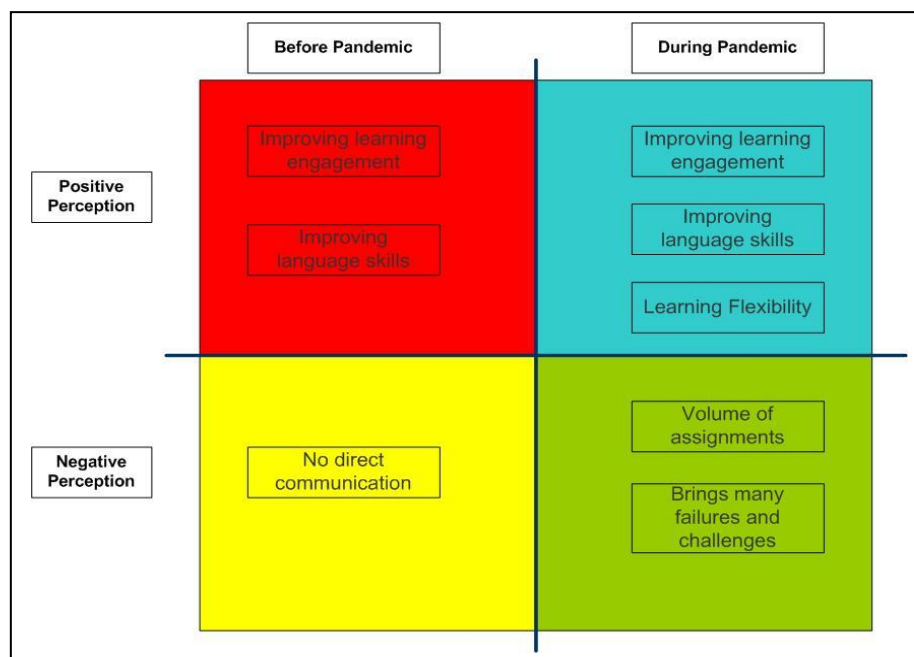 Before Pandemic
During Pandemic
Positive
Perception
Improving learning
engagement
Improving
language skills
Improving learning
engagement
Improving
language skills
Learning Flexibility
Negative
Perception
No direct
communication
Volume of
assignments
Brings many
failures and
challenges